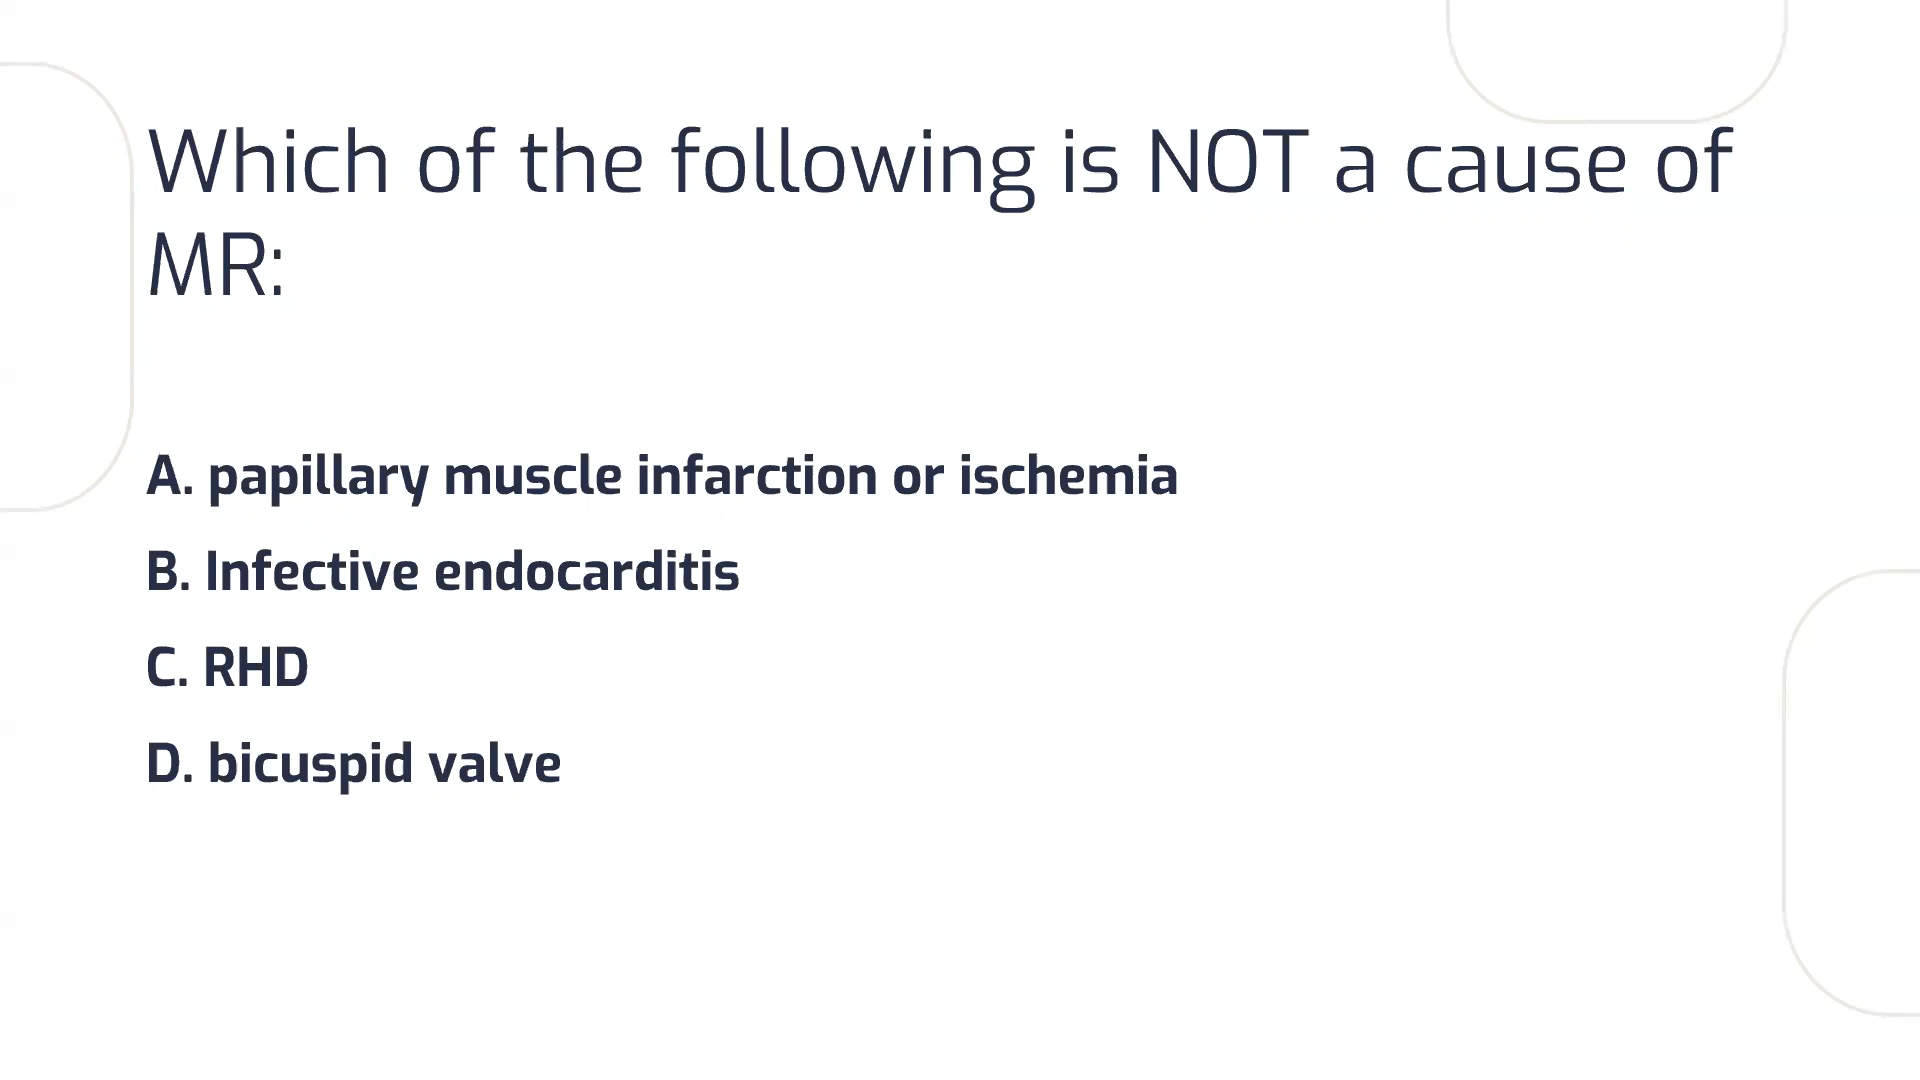 Which of the following is NOT a cause of
MR:
A. papillary muscle infarction or ischemia
B. Infective endocarditis
C. RHD
D. bicuspid valve